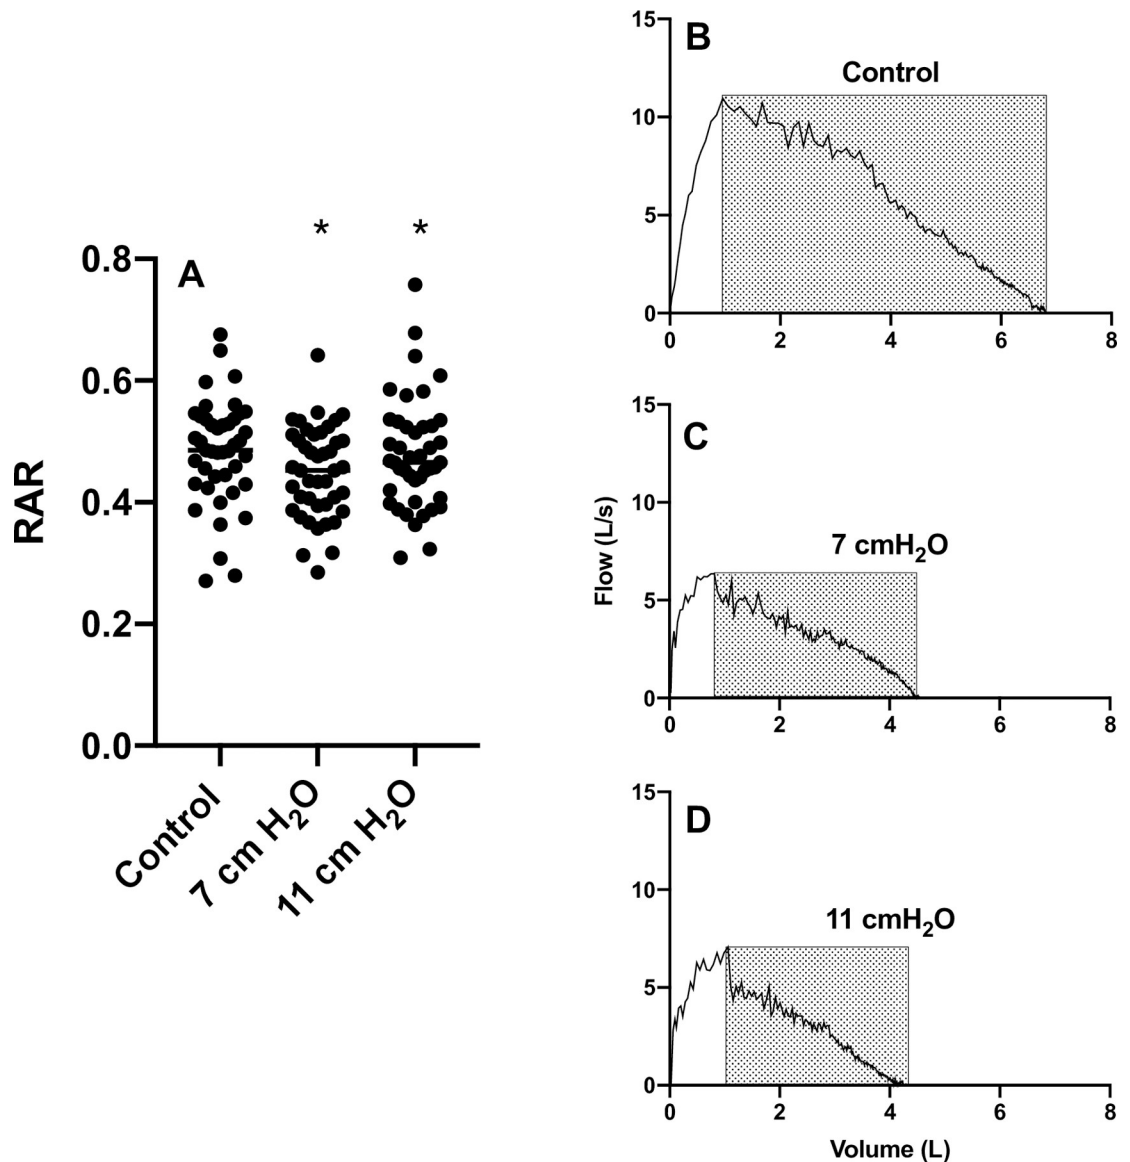 A
*
*
0.8
0.6
0.4
0.2
0.0
RAR
Control
7 cm H₂O
11 cm H₂O
B
Control
15
10
5
0
0 2 4 6 8
C
7 cmH₂O
Flow (L/s)
15
10
5
0
0 2 4 6 8
D
11 cmH₂O
15
10
5
0
0 2 4 6 8
Volume (L)